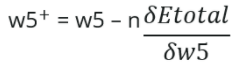 w5⁺ = w5 – n δEtotal / δw5